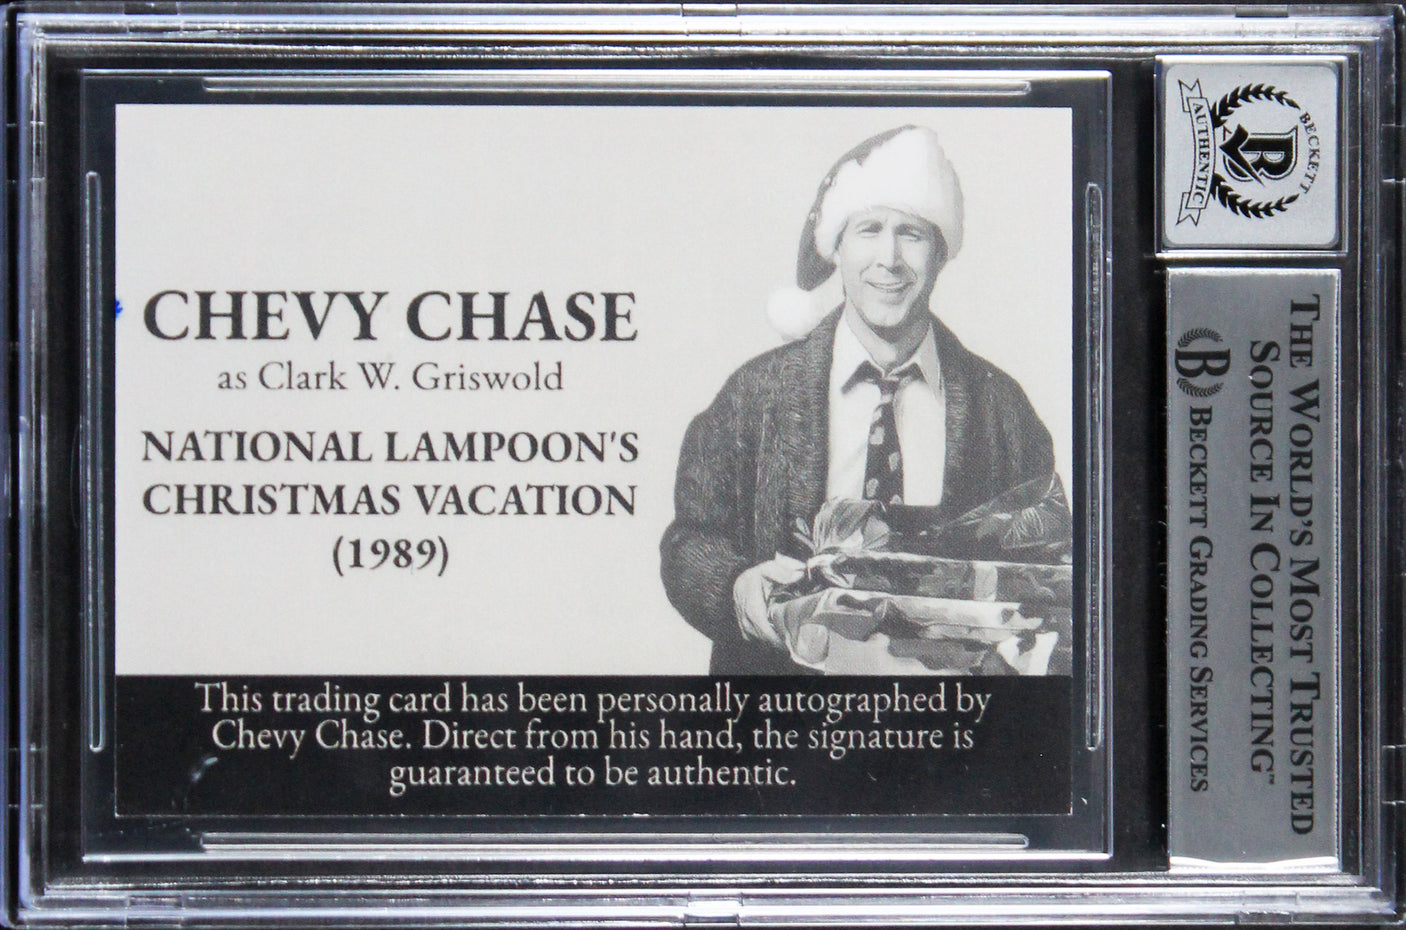 CHEVY CHASE
as Clark W. Griswold
NATIONAL LAMPOON'S
CHRISTMAS VACATION
(1989)
This trading card has been personally autographed by
Chevy Chase. Direct from his hand, the signature is
guaranteed to be authentic.
BECKETT
B
AUTHENTIC
THE WORLD'S MOST TRUSTED
SOURCE IN COLLECTING™
B BECKETT GRADING SERVICES